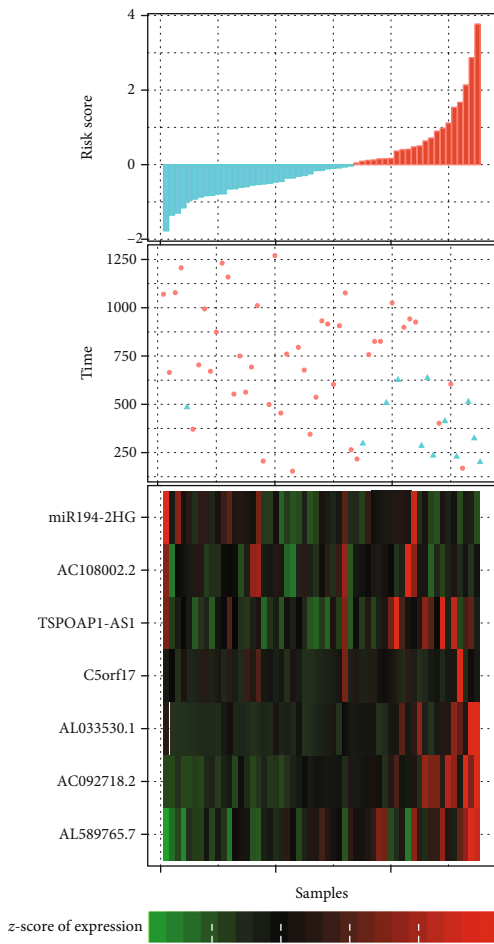 4
2
0
−2
Risk score
1250
1000
750
500
250
Time
miR194-2HG
AC108002.2
TSPOAP1-AS1
C5orf17
AL033530.1
AC092718.2
AL589765.7
Samples
z-score of expression